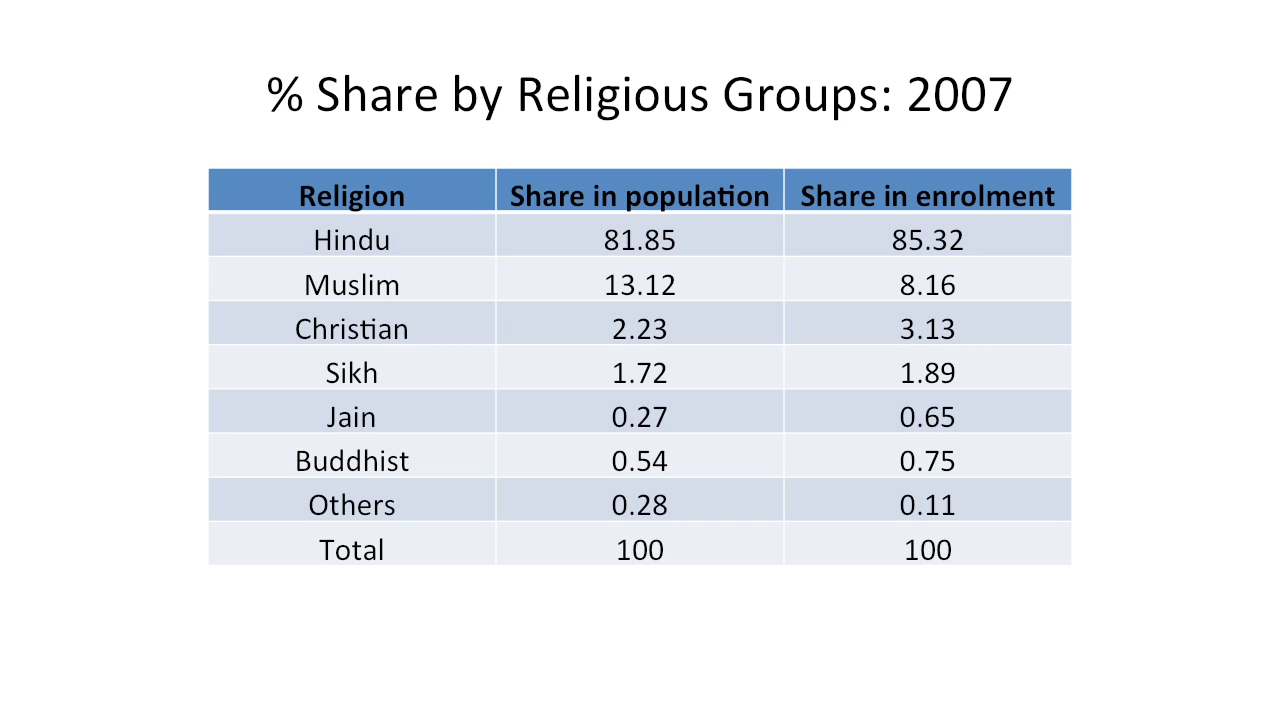 % Share by Religious Groups: 2007
Religion Share in population Share in enrolment
Hindu 81.85 85.32
Muslim 13.12 8.16
Christian 2.23 3.13
Sikh 1.72 1.89
Jain 0.27 0.65
Buddhist 0.54 0.75
Others 0.28 0.11
Total 100 100